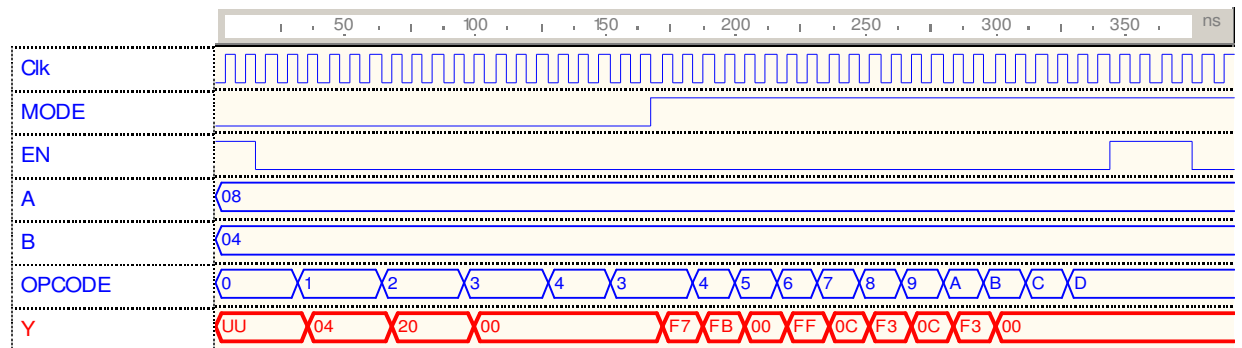 50 100 150 200 250 300 350 ns
Clk
MODE
EN
A 08
B 04
OPCODE 0 1 2 3 4 3 4 5 6 7 8 9 A B C D
Y UU 04 20 00 F7 FB 00 FF 0C F3 0C F3 00